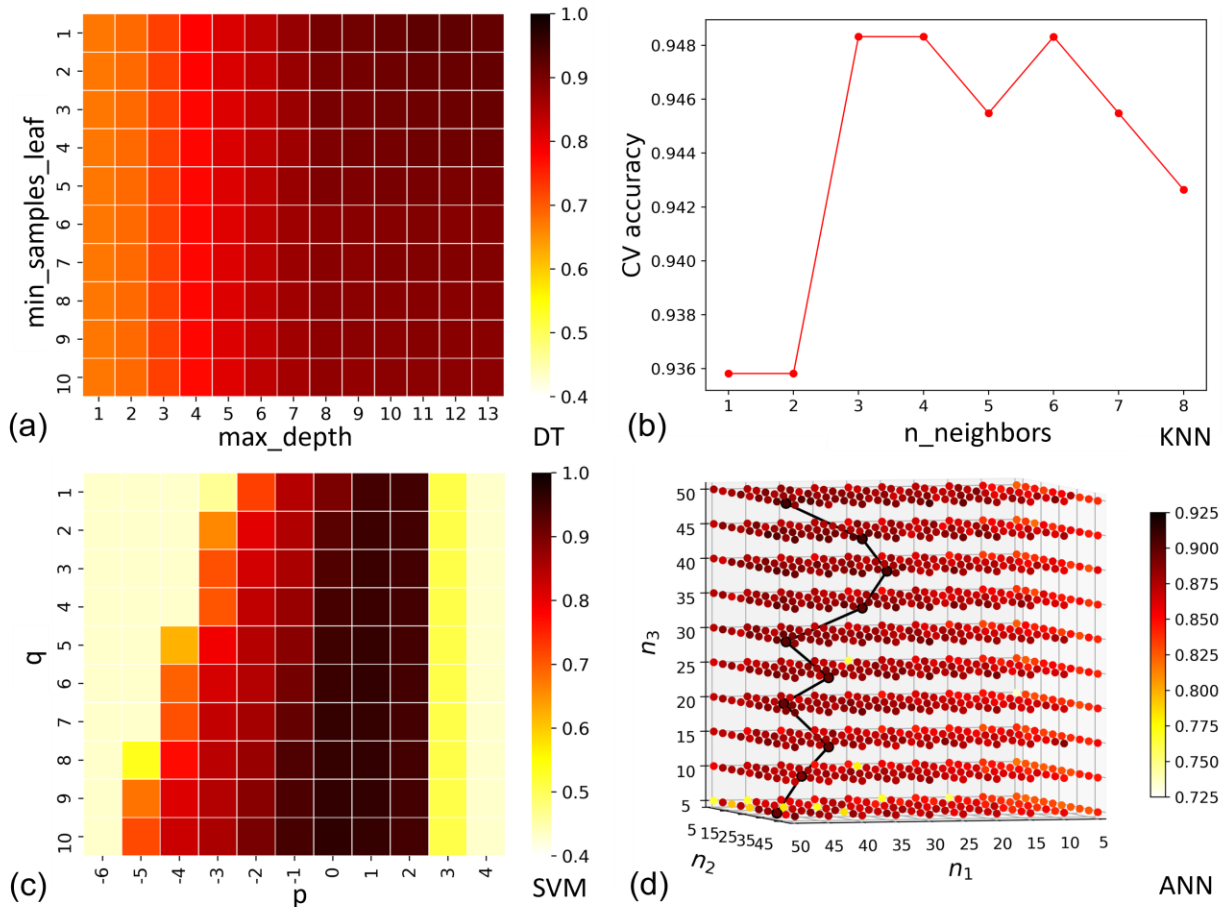 1
2
3
4
5
6
7
8
9
10
min_samples_leaf
1 2 3 4 5 6 7 8 9 10 11 12 13
max_depth
1.0
0.9
0.8
0.7
0.6
0.5
0.4
(a)
DT
0.948
0.946
0.944
0.942
0.940
0.938
0.936
CV accuracy
1 2 3 4 5 6 7 8
n_neighbors
(b)
KNN
1
2
3
4
5
6
7
8
9
10
q
-6 -5 -4 -3 -2 -1 0 1 2 3 4
p
1.0
0.9
0.8
0.7
0.6
0.5
0.4
(c)
SVM
50
45
40
35
30
25
20
15
10
5
n3
5 15 25 35 45
n2
50 45 40 35 30 25 20 15 10 5
n1
0.925
0.900
0.875
0.850
0.825
0.800
0.775
0.750
0.725
(d)
ANN